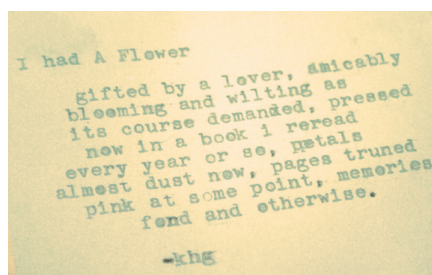 I had A Flower
gifted by a lover, amicably
blooming and wilting as
its course demanded, pressed
now in a book i reread
every year or so, petals
almost dust now, pages truned
pink at some point, memories
fond and otherwise.
-khg